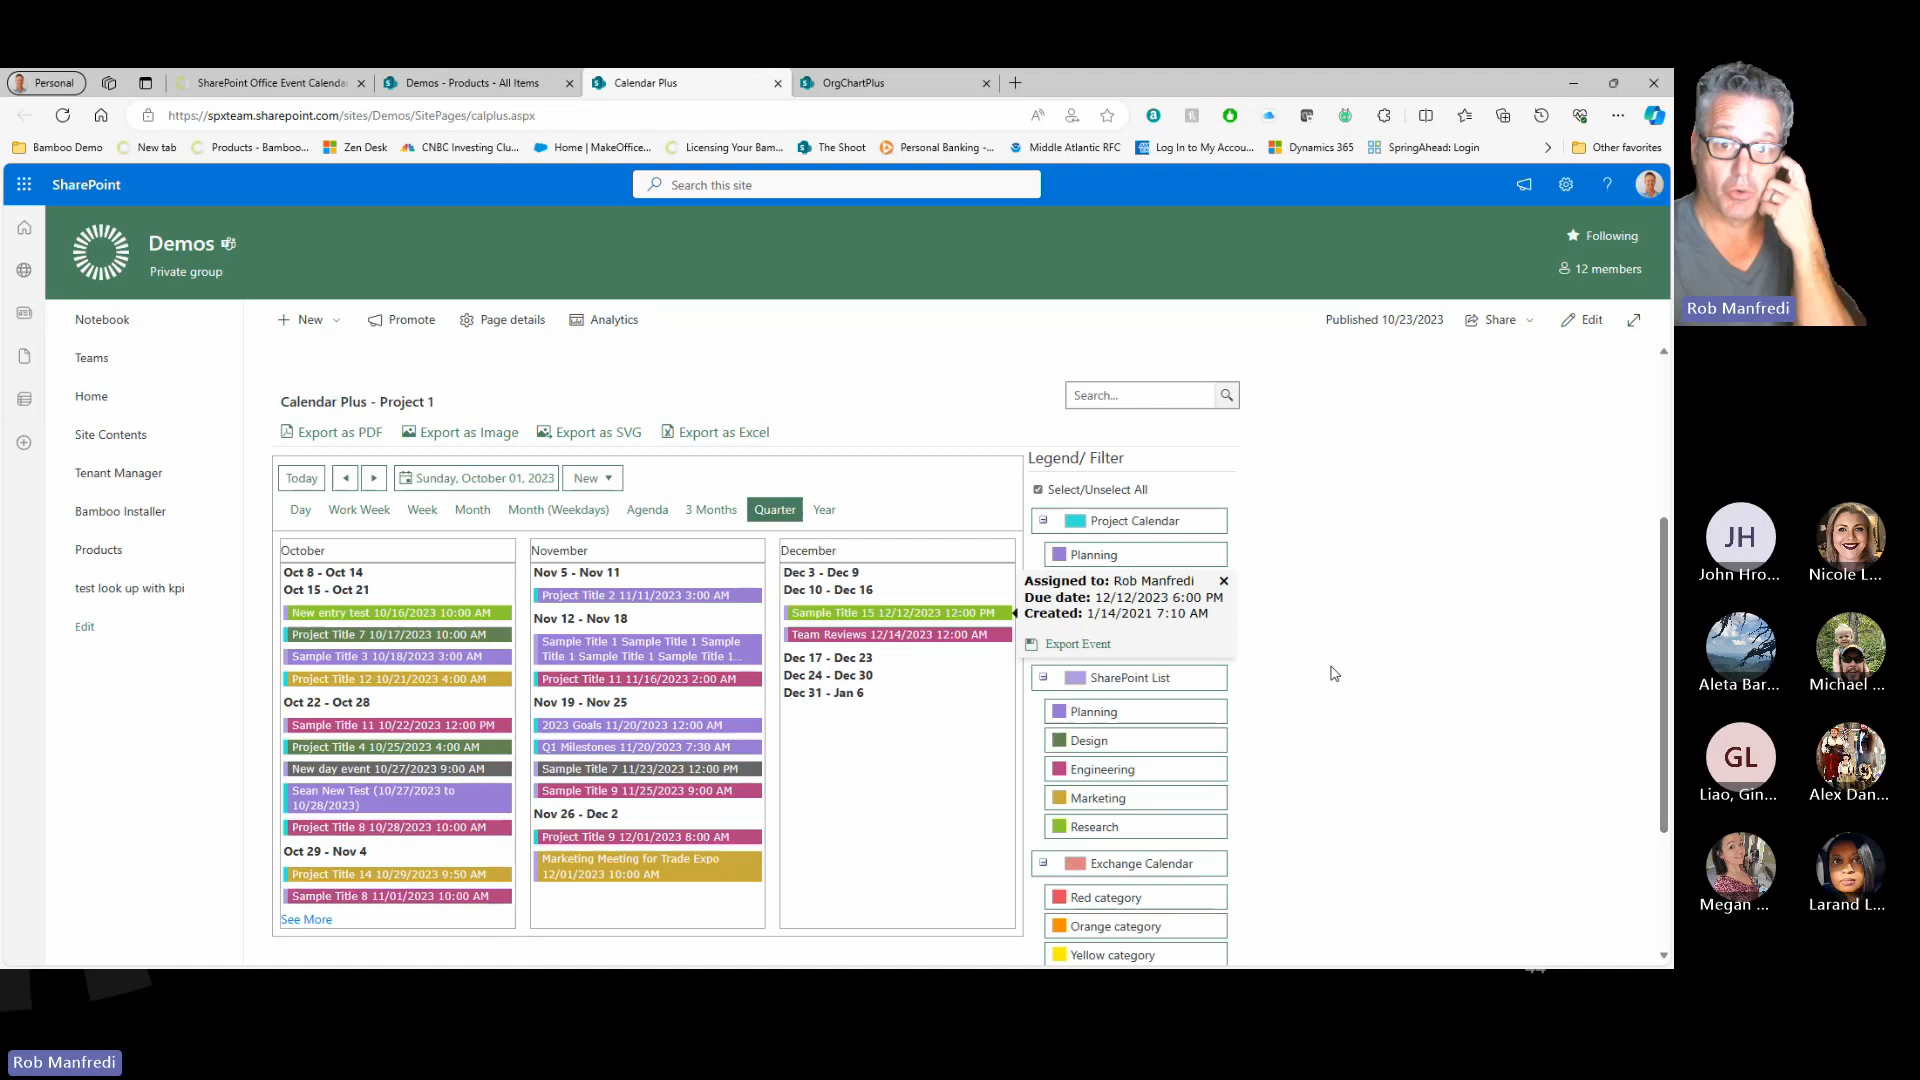 Personal
SharePoint Office Event Calenda
Demos - Products - All Items
Calendar Plus
OrgChartPlus
https://spxteam.sharepoint.com/sites/Demos/SitePages/calplus.aspx
Bamboo Demo
New tab
Products - Bamboo...
Zen Desk
CNBC Investing Clu...
Home | MakeOffice...
Licensing Your Bam...
The Shoot
Personal Banking -...
Middle Atlantic RFC
Log In to My Accou...
Dynamics 365
SpringAhead: Login
Other favorites
SharePoint
Search this site
Demos
Private group
Following
12 members
Notebook
Teams
Home
Site Contents
Tenant Manager
Bamboo Installer
Products
test look up with kpi
Edit
New
Promote
Page details
Analytics
Published 10/23/2023
Share
Edit
Calendar Plus - Project 1
Search...
Export as PDF
Export as Image
Export as SVG
Export as Excel
Today
Sunday, October 01, 2023
New
Day
Work Week
Week
Month
Month (Weekdays)
Agenda
3 Months
Quarter
Year
October
Oct 8 - Oct 14
Oct 15 - Oct 21
New entry test 10/16/2023 10:00 AM
Project Title 7 10/17/2023 10:00 AM
Sample Title 3 10/18/2023 3:00 AM
Project Title 12 10/21/2023 4:00 AM
Oct 22 - Oct 28
Sample Title 11 10/22/2023 12:00 PM
Project Title 4 10/25/2023 4:00 AM
New day event 10/27/2023 9:00 AM
Sean New Test (10/27/2023 to
10/28/2023)
Project Title 8 10/28/2023 10:00 AM
Oct 29 - Nov 4
Project Title 14 10/29/2023 9:50 AM
Sample Title 8 11/01/2023 10:00 AM
See More
November
Nov 5 - Nov 11
Project Title 2 11/11/2023 3:00 AM
Nov 12 - Nov 18
Sample Title 1 Sample Title 1 Sample
Title 1 Sample Title 1 Sample Title 1...
Project Title 11 11/16/2023 2:00 AM
Nov 19 - Nov 25
2023 Goals 11/20/2023 12:00 AM
Q1 Milestones 11/20/2023 7:30 AM
Sample Title 7 11/23/2023 12:00 PM
Sample Title 9 11/25/2023 9:00 AM
Nov 26 - Dec 2
Project Title 9 12/01/2023 8:00 AM
Marketing Meeting for Trade Expo
12/01/2023 10:00 AM
December
Dec 3 - Dec 9
Dec 10 - Dec 16
Sample Title 15 12/12/2023 12:00 PM
Team Reviews 12/14/2023 12:00 AM
Dec 17 - Dec 23
Dec 24 - Dec 30
Dec 31 - Jan 6
Legend/ Filter
Select/Unselect All
Project Calendar
Planning
Assigned to: Rob Manfredi
Due date: 12/12/2023 6:00 PM
Created: 1/14/2021 7:10 AM
Export Event
SharePoint List
Planning
Design
Engineering
Marketing
Research
Exchange Calendar
Red category
Orange category
Yellow category
Rob Manfredi
JH
John Hro...
Nicole L...
Aleta Bar...
Michael ...
GL
Liao, Gin...
Alex Dan...
Megan ...
Larand L...
Rob Manfredi